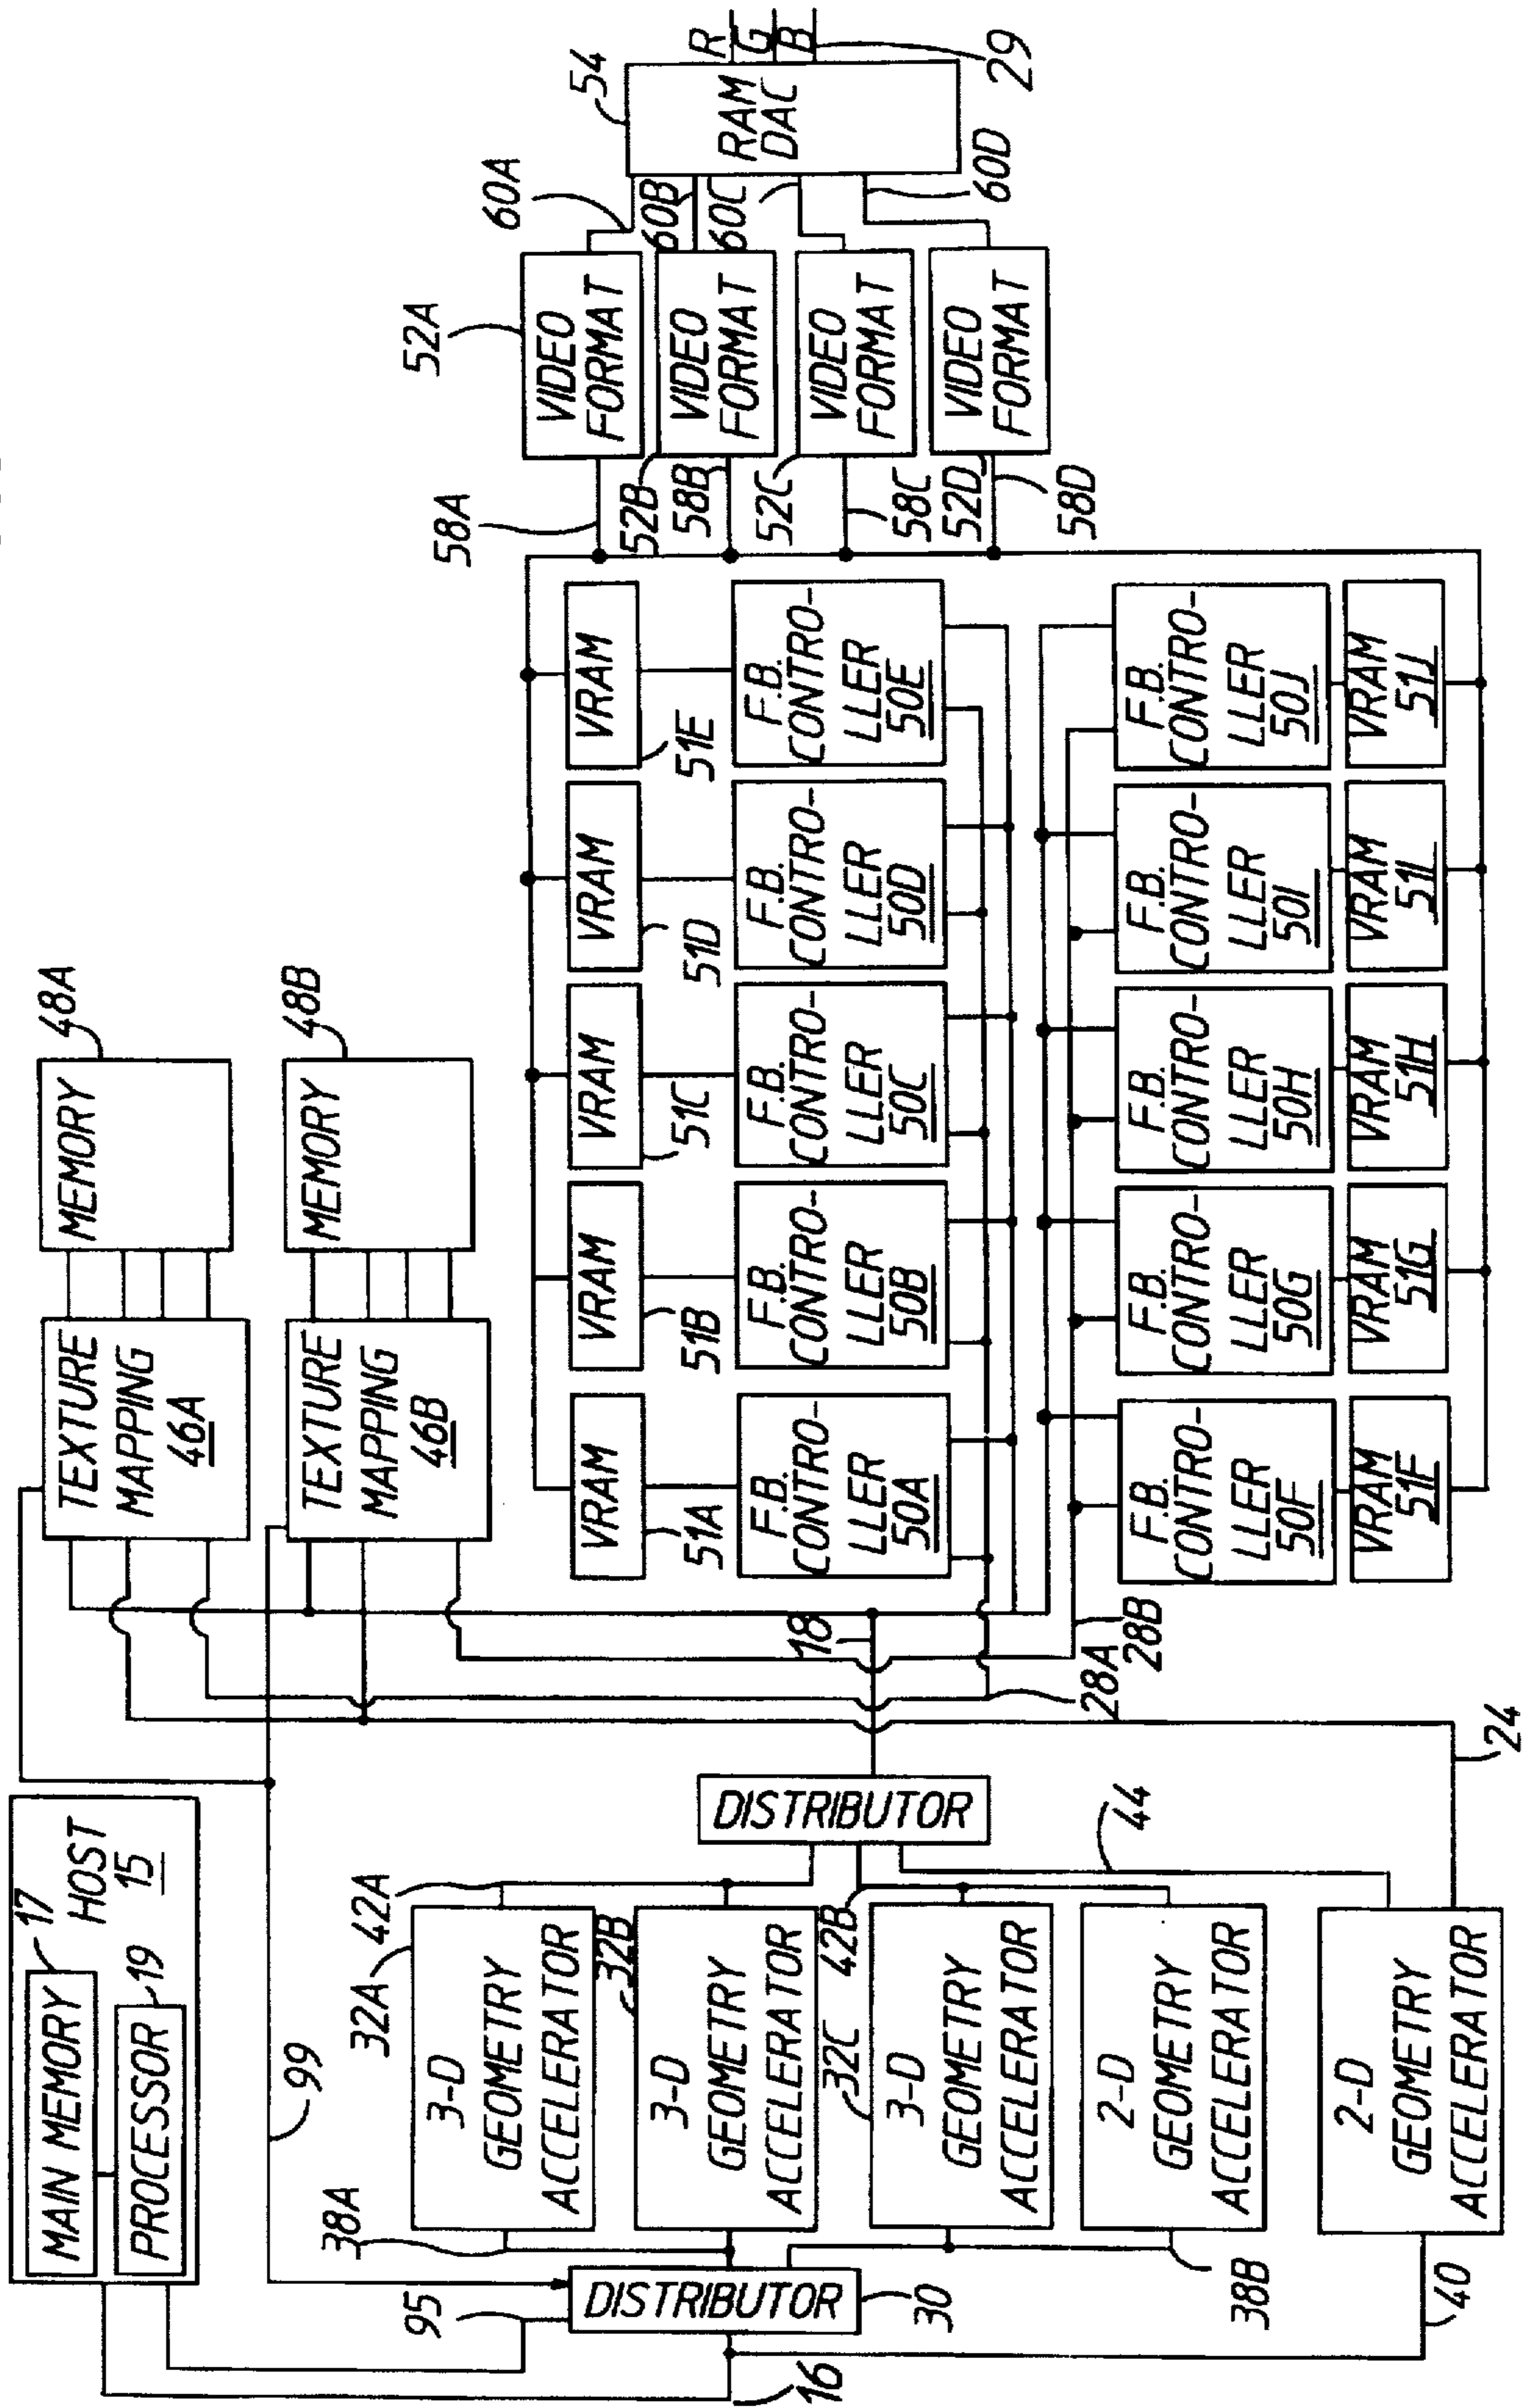 MAIN MEMORY
17
PROCESSOR
19
HOST
15
99
95
16
DISTRIBUTOR
30
38A
38B
40
3-D
GEOMETRY
ACCELERATOR
32A
42A
3-D
GEOMETRY
ACCELERATOR
32B
3-D
GEOMETRY
ACCELERATOR
32C
42B
2-D
GEOMETRY
ACCELERATOR
2-D
GEOMETRY
ACCELERATOR
44
24
DISTRIBUTOR
18
28A
28B
TEXTURE
MAPPING
46A
MEMORY
48A
TEXTURE
MAPPING
46B
MEMORY
48B
VRAM
51A
VRAM
51B
VRAM
51C
VRAM
51D
VRAM
51E
F.B.
CONTRO-
LLER
50A
F.B.
CONTRO-
LLER
50B
F.B.
CONTRO-
LLER
50C
F.B.
CONTRO-
LLER
50D
F.B.
CONTRO-
LLER
50E
F.B.
CONTRO-
LLER
50F
F.B.
CONTRO-
LLER
50G
F.B.
CONTRO-
LLER
50H
F.B.
CONTRO-
LLER
50I
F.B.
CONTRO-
LLER
50J
VRAM
51F
VRAM
51G
VRAM
51H
VRAM
51L
VRAM
51J
58A
52A
VIDEO
FORMAT
60A
52B
58B
VIDEO
FORMAT
60B
52C
58C
VIDEO
FORMAT
60C
52D
58D
VIDEO
FORMAT
60D
54
RAM
DAC
R
G
B
29